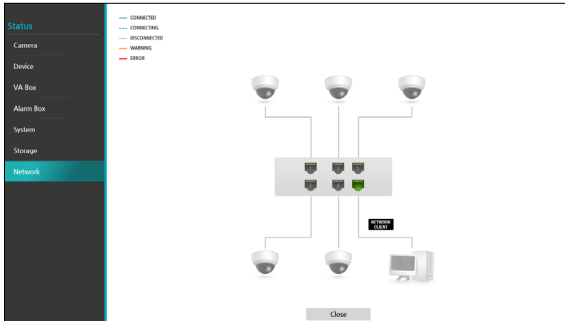 Status
Camera
Device
VA Box
Alarm Box
System
Storage
Network
CONNECTED
CONNECTING
DISCONNECTED
WARNING
ERROR
NETWORK
CLIENT
Close